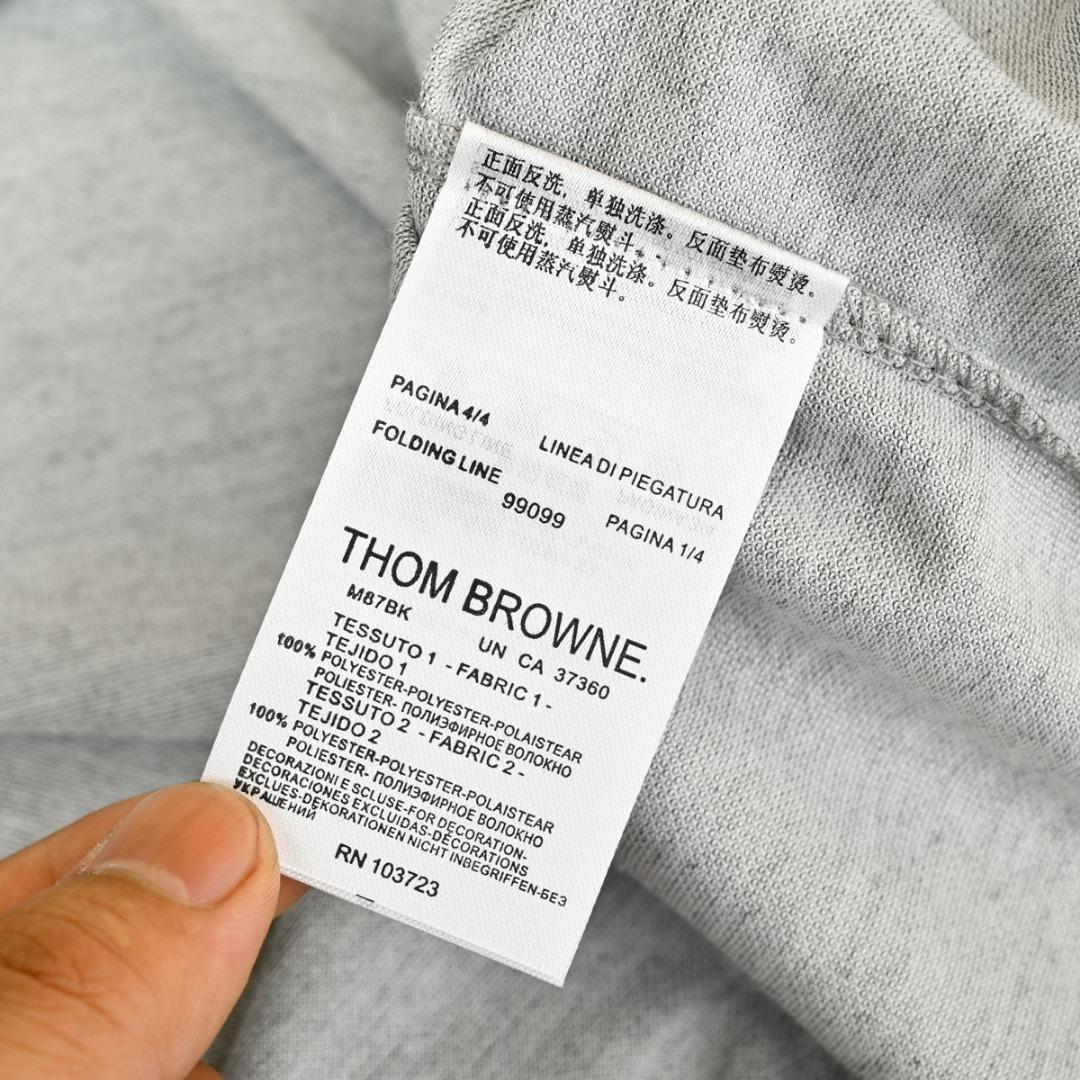 正面反洗，单独洗涤。反面垫布熨烫。
不可使用蒸汽熨斗。
正面反洗，单独洗涤。反面垫布熨烫。
不可使用蒸汽熨斗。
PAGINA 4/4
LINEA DI PIEGATURA
FOLDING LINE
99099
PAGINA 1/4
THOM BROWNE.
M87BK
UN CA 37360
TESSUTO 1 - FABRIC 1 -
TEJIDO 1
100% POLYESTER-POLYESTER-POLAISTEAR
POLIESTER- ПОЛИЭФИРНОЕ ВОЛОКНО
TESSUTO 2 - FABRIC 2 -
TEJIDO 2
100% POLYESTER-POLYESTER-POLAISTEAR
POLIESTER- ПОЛИЭФИРНОЕ ВОЛОКНО
DECORAZIONI E SCLUSE-FOR DECORATION-
DECORACIONES EXCLUIDAS-DÉCORATIONS
EXCLUES-DEKORATIONEN NICHT INBEGRIFFEN-БЕЗ
УКРАШЕНИЙ
RN 103723